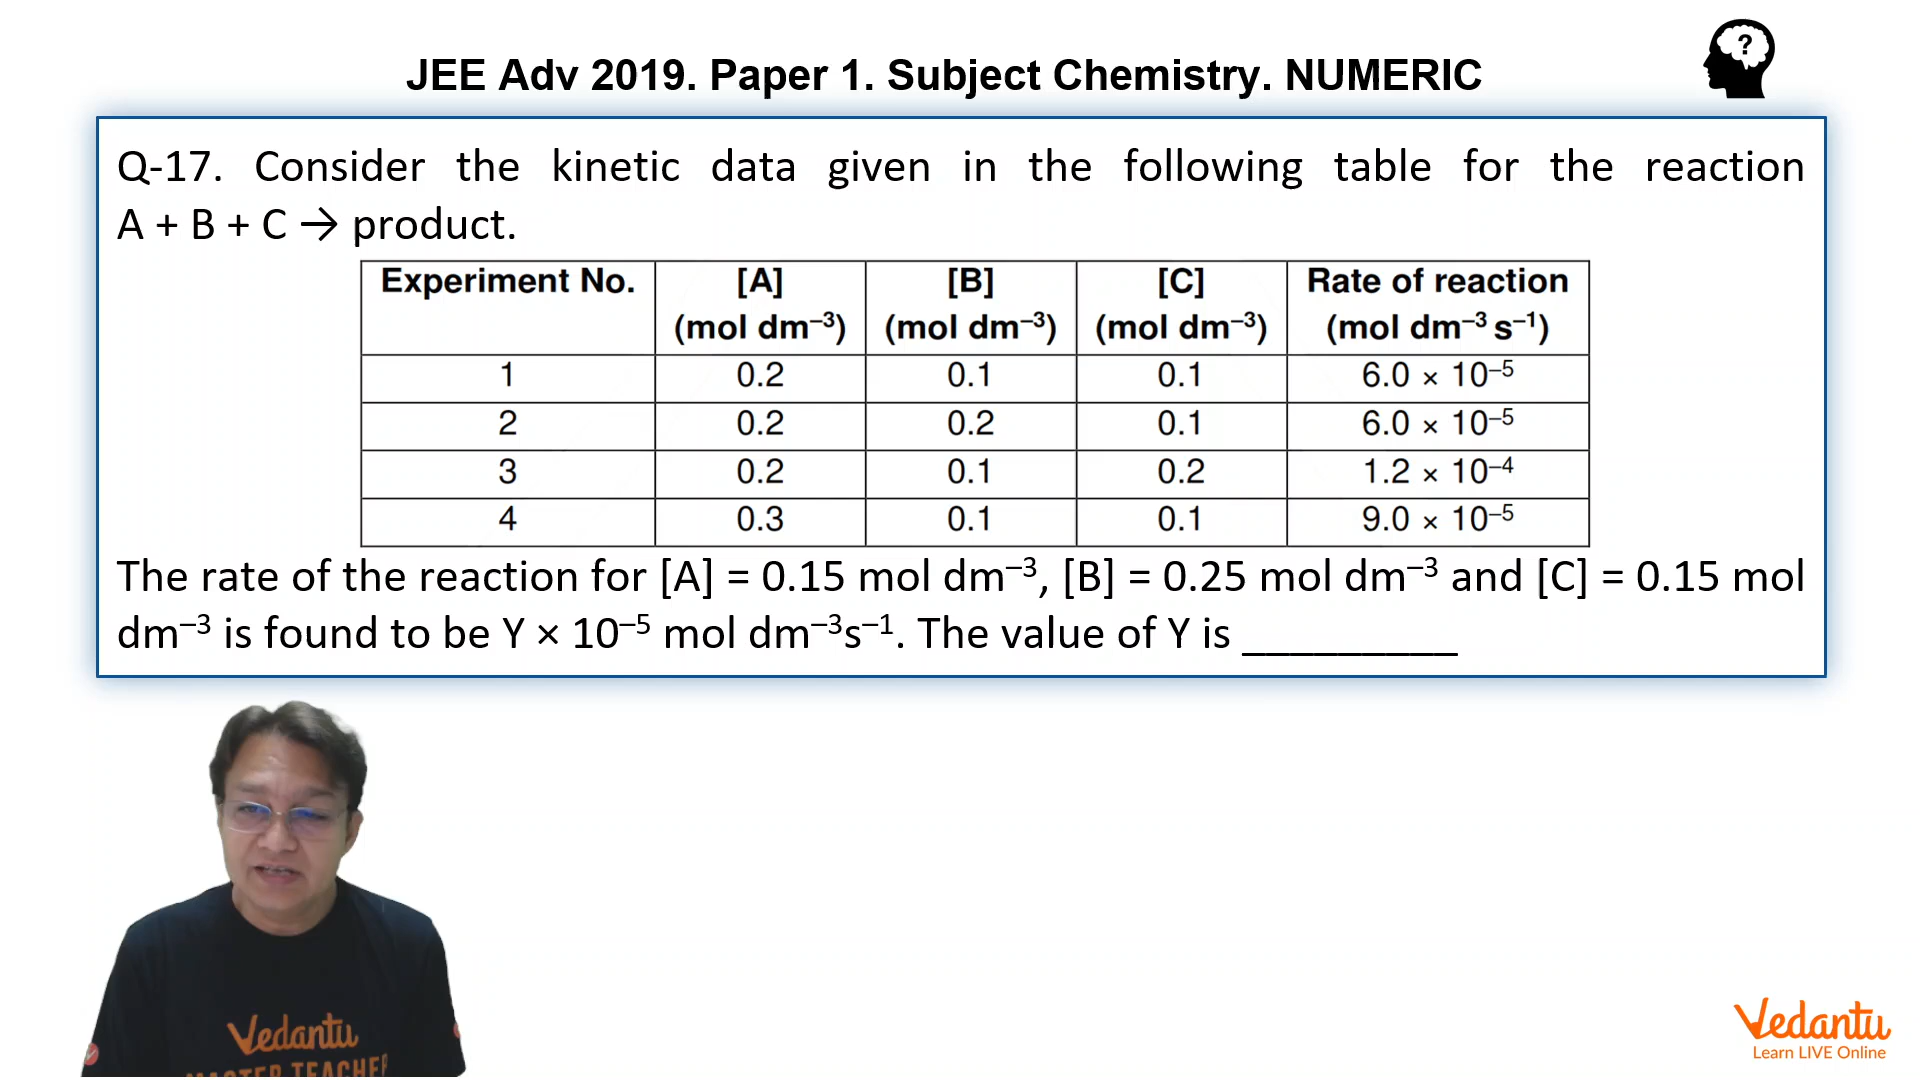 ?
JEE Adv 2019. Paper 1. Subject Chemistry. NUMERIC
Q-17. Consider the kinetic data given in the following table for the reaction
A + B + C → product.
Experiment No. [A] [B] [C] Rate of reaction
(mol dm⁻³) (mol dm⁻³) (mol dm⁻³) (mol dm⁻³ s⁻¹)
1 0.2 0.1 0.1 6.0 × 10⁻⁵
2 0.2 0.2 0.1 6.0 × 10⁻⁵
3 0.2 0.1 0.2 1.2 × 10⁻⁴
4 0.3 0.1 0.1 9.0 × 10⁻⁵
The rate of the reaction for [A] = 0.15 mol dm⁻³, [B] = 0.25 mol dm⁻³ and [C] = 0.15 mol
dm⁻³ is found to be Y × 10⁻⁵ mol dm⁻³s⁻¹. The value of Y is _________
Vedantu
MASTER TEACHER
Vedantu
Learn LIVE Online